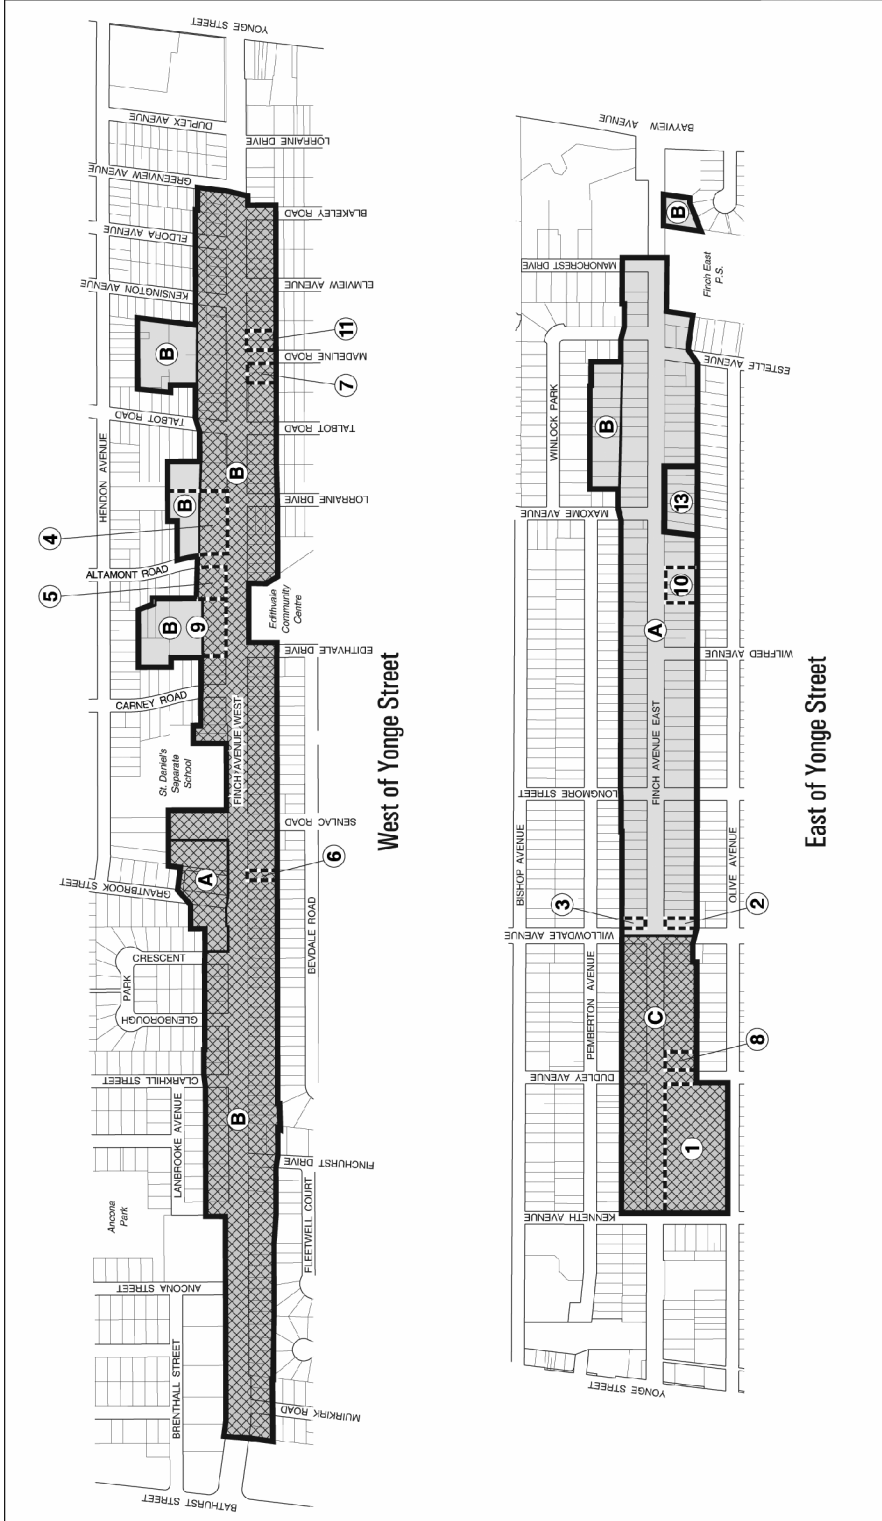 YONGE STREET
DUPLEX AVENUE
GREENVIEW AVENUE
LORRAINE DRIVE
ELDORA AVENUE
BLAKELEY ROAD
KENSINGTON AVENUE
ELMVIEW AVENUE
B
11
MADELINE ROAD
7
TALBOT ROAD
TALBOT ROAD
HENDON AVENUE
B
B
LORRAINE DRIVE
4
ALTAMONT ROAD
5
Edithvale
Community
Centre
B
9
EDITHVALE DRIVE
CARNEY ROAD
FINCH AVENUE WEST
St. Daniel's
Separate
School
SENLAC ROAD
6
A
GRANTBROOK STREET
BEVDALE ROAD
CRESCENT
PARK
GLENBOROUGH
CLARKHILL STREET
B
LANBROOKE AVENUE
FINCHURST DRIVE
Ancona
Park
FLEETWELL COURT
ANCONA STREET
BRENTHALL STREET
MUIRKIRK ROAD
BATHURST STREET
West of Yonge Street
BAYVIEW AVENUE
B
MANORCREST DRIVE
Finch East
P.S.
ESTELLE AVENUE
WINLOCK PARK
B
13
MAXOME AVENUE
10
A
WILFRED AVENUE
FINCH AVENUE EAST
LONGMORE STREET
BISHOP AVENUE
OLIVE AVENUE
3
2
WILLOWDALE AVENUE
PEMBERTON AVENUE
C
8
DUDLEY AVENUE
1
KENNETH AVENUE
YONGE STREET
East of Yonge Street